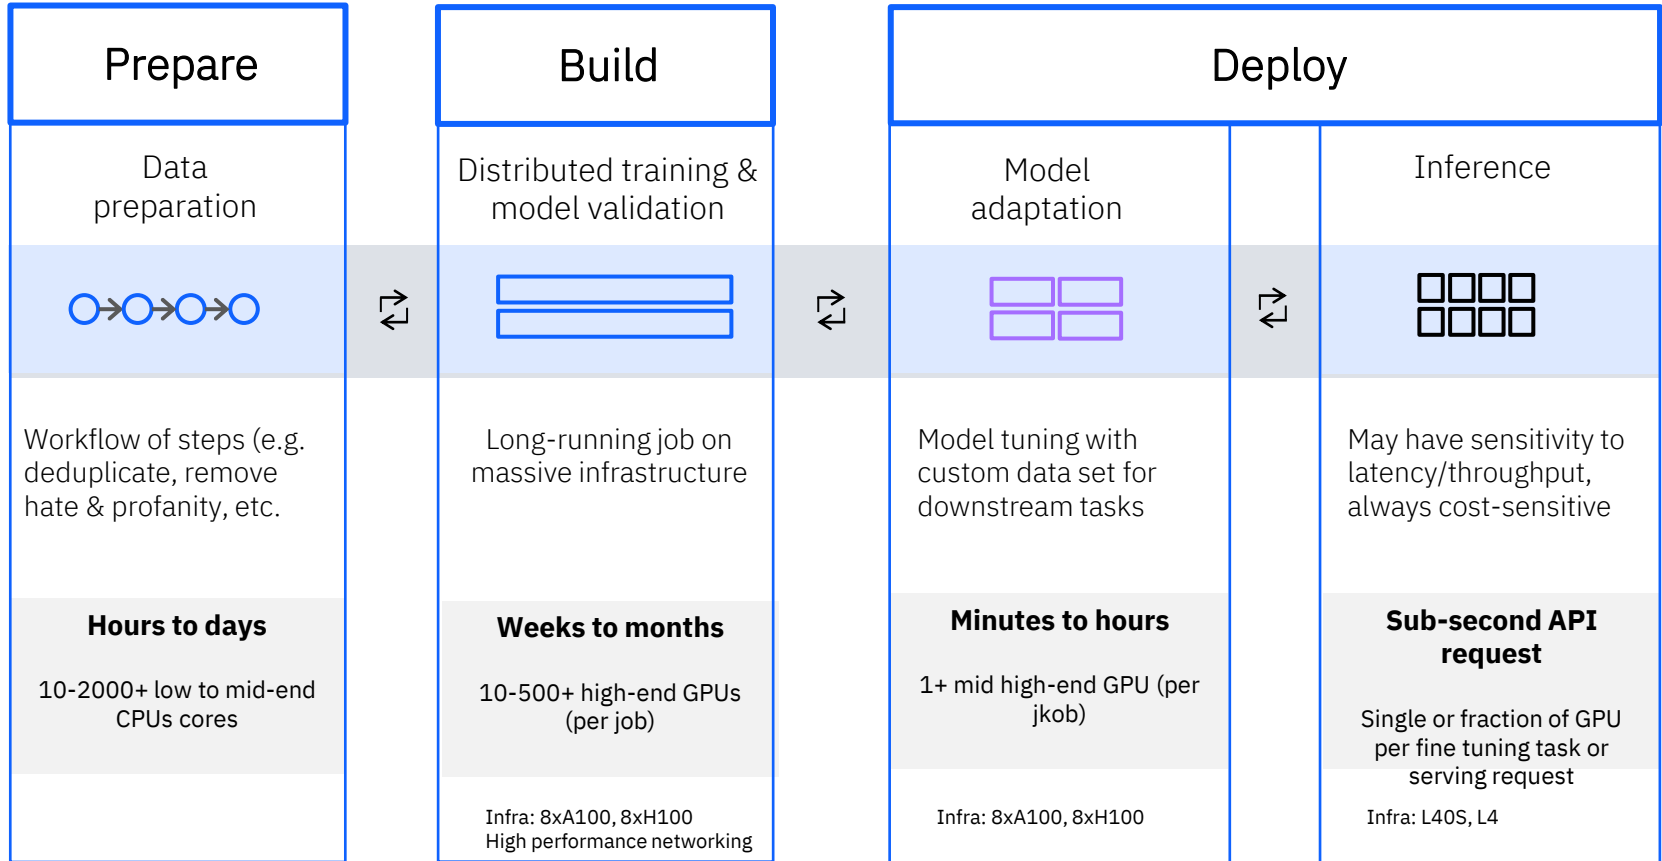 Prepare
Data
preparation
Workflow of steps (e.g.
deduplicate, remove
hate & profanity, etc.
Hours to days
10-2000+ low to mid-end
CPUs cores
Build
Distributed training &
model validation
Long-running job on
massive infrastructure
Weeks to months
10-500+ high-end GPUs
(per job)
Infra: 8xA100, 8xH100
High performance networking
Deploy
Model
adaptation
Model tuning with
custom data set for
downstream tasks
Minutes to hours
1+ mid high-end GPU (per
jkob)
Infra: 8xA100, 8xH100
Inference
May have sensitivity to
latency/throughput,
always cost-sensitive
Sub-second API
request
Single or fraction of GPU
per fine tuning task or
serving request
Infra: L40S, L4